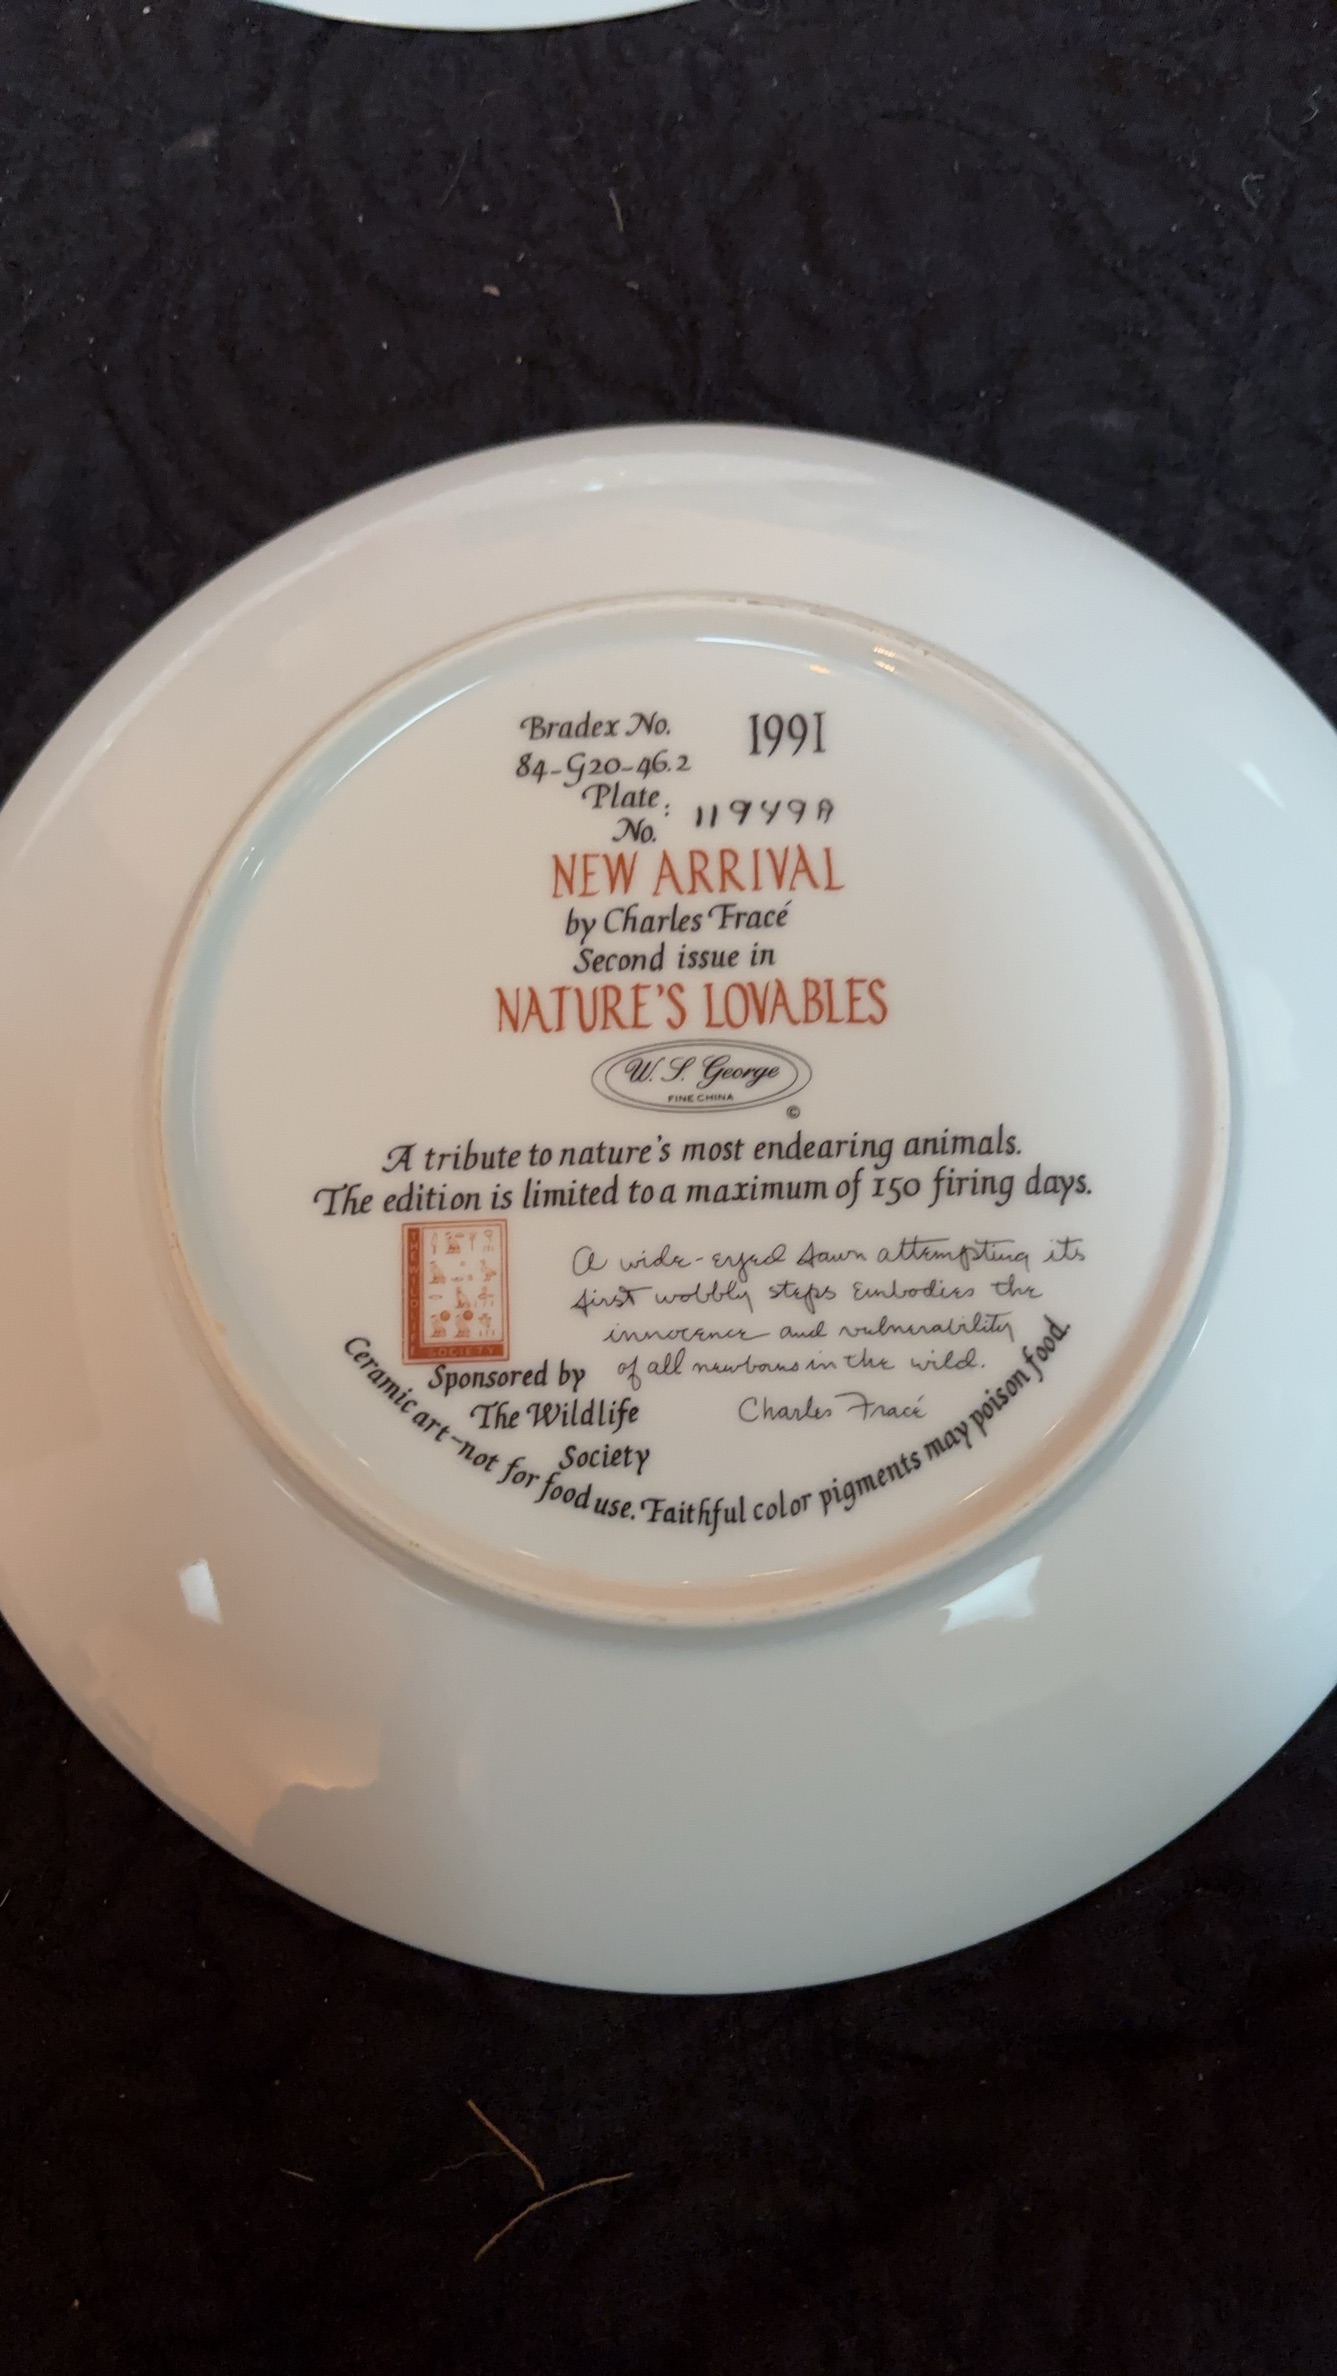 Bradex No.
84-G20-46.2
1991
Plate No.: 11949A
NEW ARRIVAL
by Charles Fracé
Second issue in
NATURE'S LOVABLES
W. S. George
FINE CHINA
©
A tribute to nature's most endearing animals.
The edition is limited to a maximum of 150 firing days.
THE WILDLIFE
SOCIETY
A wide-eyed fawn attempting its
first wobbly steps embodies the
innocence and vulnerability
of all newborns in the wild.
Charles Fracé
Sponsored by
The Wildlife
Society
Ceramic art-not for food use. Faithful color pigments may poison food.